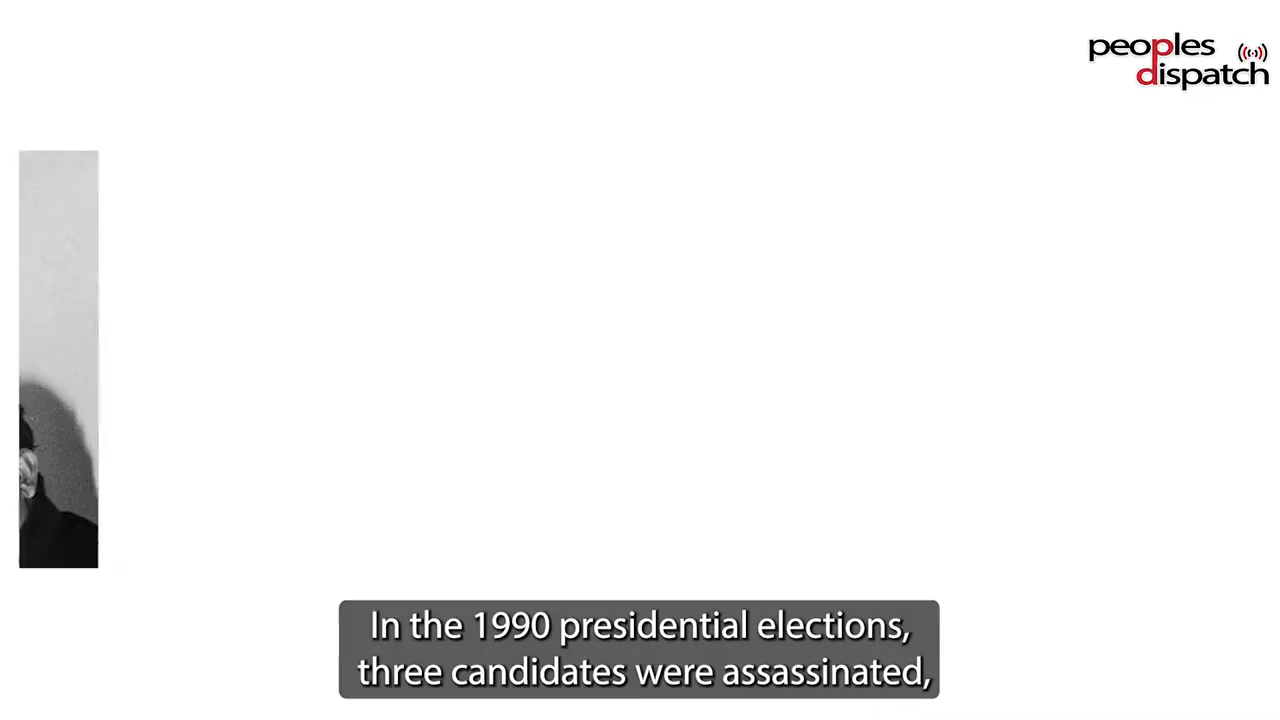 peoples
dispatch
In the 1990 presidential elections,
three candidates were assassinated,